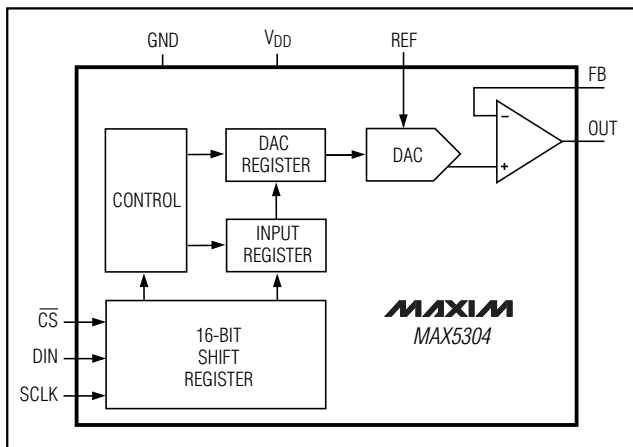 GND
VDD
REF
FB
OUT
DAC
REGISTER
DAC
CONTROL
INPUT
REGISTER
CS
DIN
SCLK
16-BIT
SHIFT
REGISTER
MAXIM
MAX5304
−
+